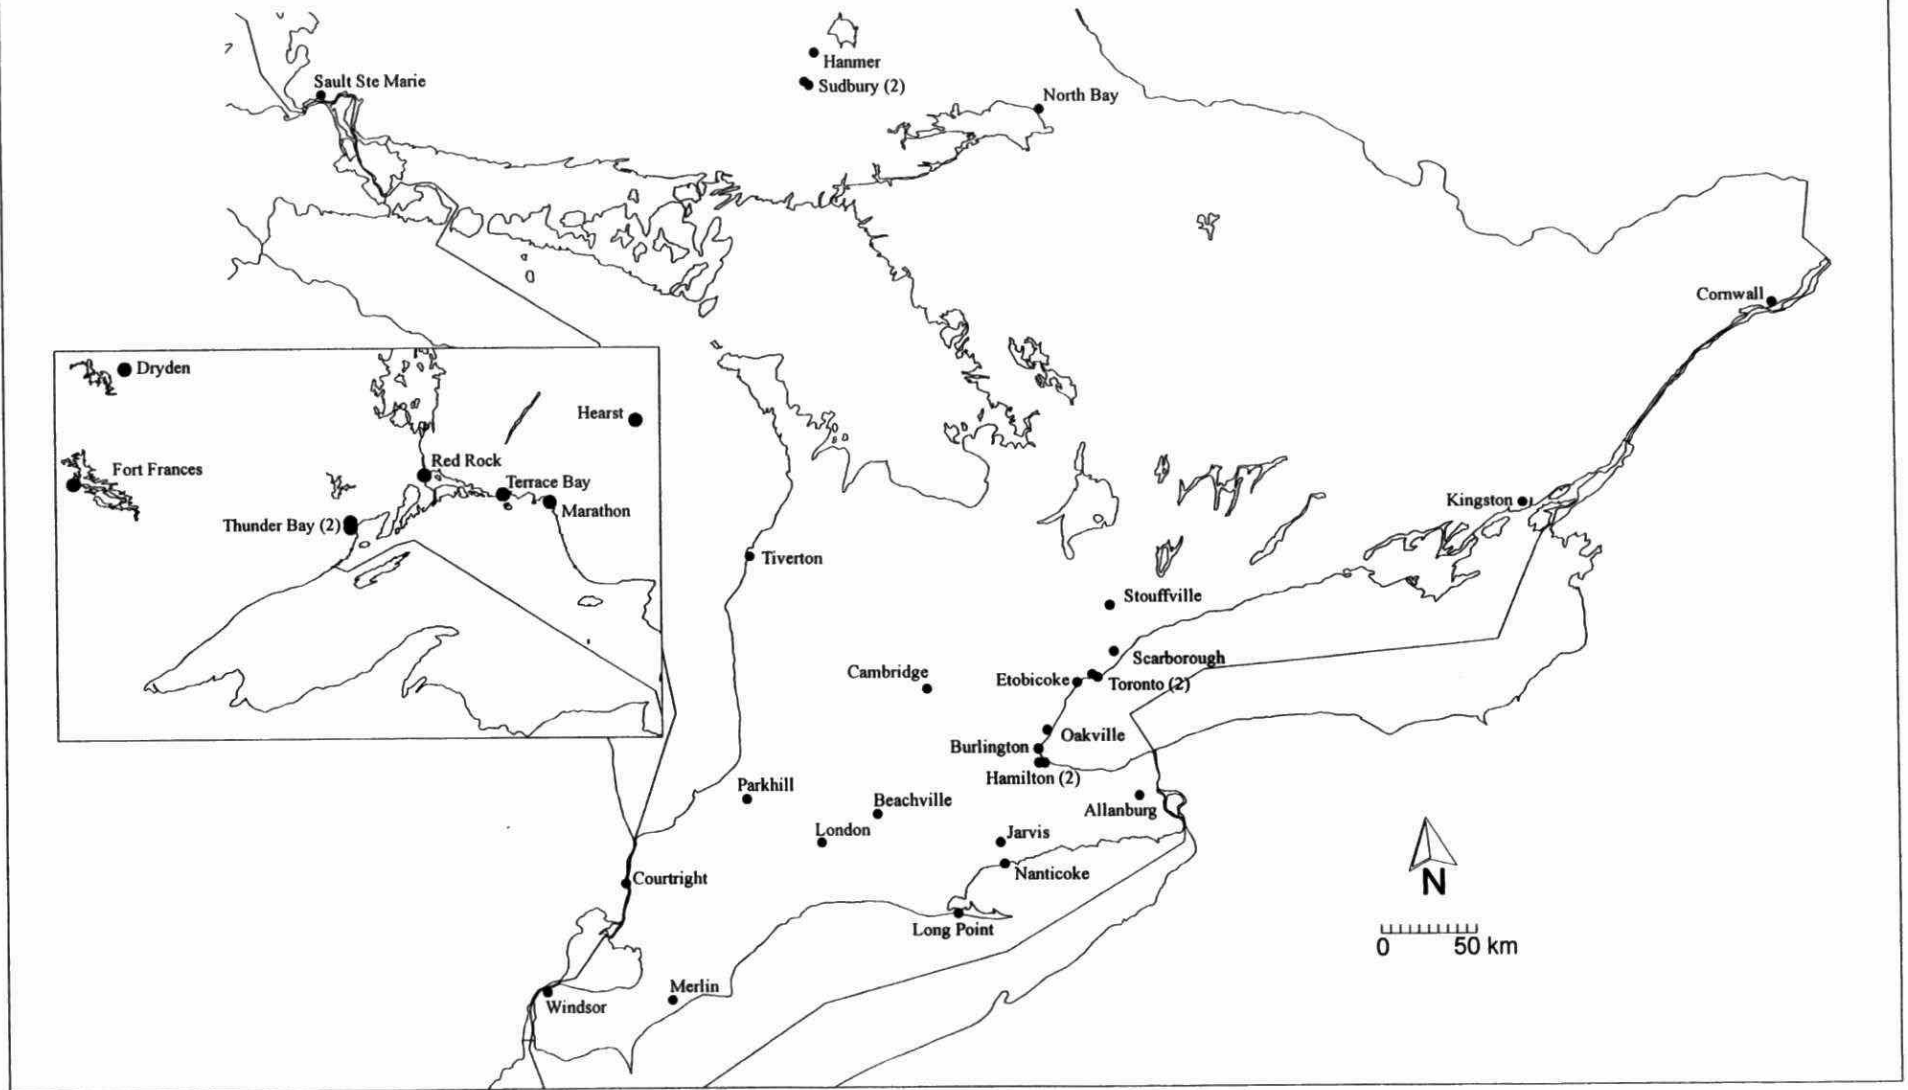 Hanmer
Sault Ste Marie
Sudbury (2)
North Bay
Cornwall
Dryden
Hearst
Red Rock
Fort Frances
Terrace Bay
Marathon
Thunder Bay (2)
Kingston
Tiverton
Stouffville
Scarborough
Cambridge
Etobicoke
Toronto (2)
Oakville
Burlington
Hamilton (2)
Parkhill
Beachville
Allanburg
London
Jarvis
Nanticoke
Courtright
N
Long Point
0 50 km
Merlin
Windsor